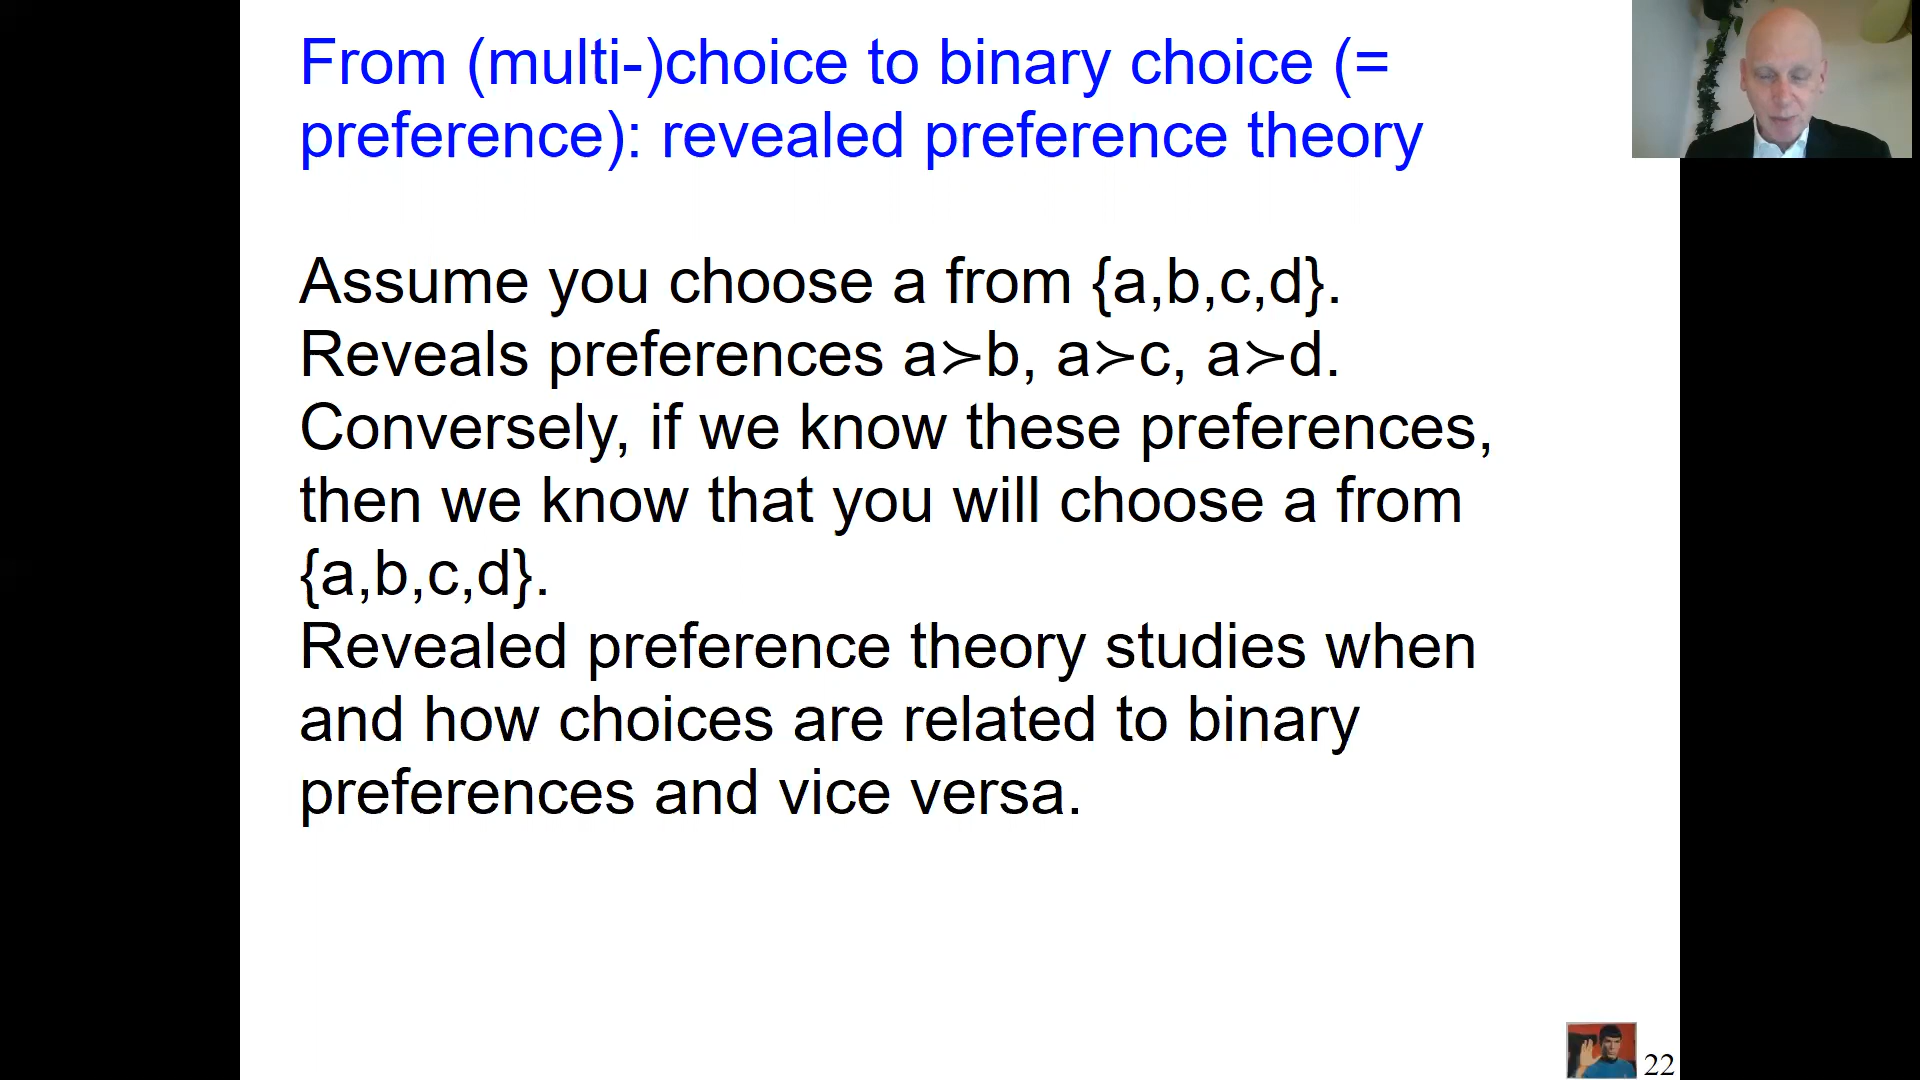 From (multi-)choice to binary choice (=
preference): revealed preference theory
Assume you choose a from {a,b,c,d}.
Reveals preferences a≻b, a≻c, a≻d.
Conversely, if we know these preferences,
then we know that you will choose a from
{a,b,c,d}.
Revealed preference theory studies when
and how choices are related to binary
preferences and vice versa.
22